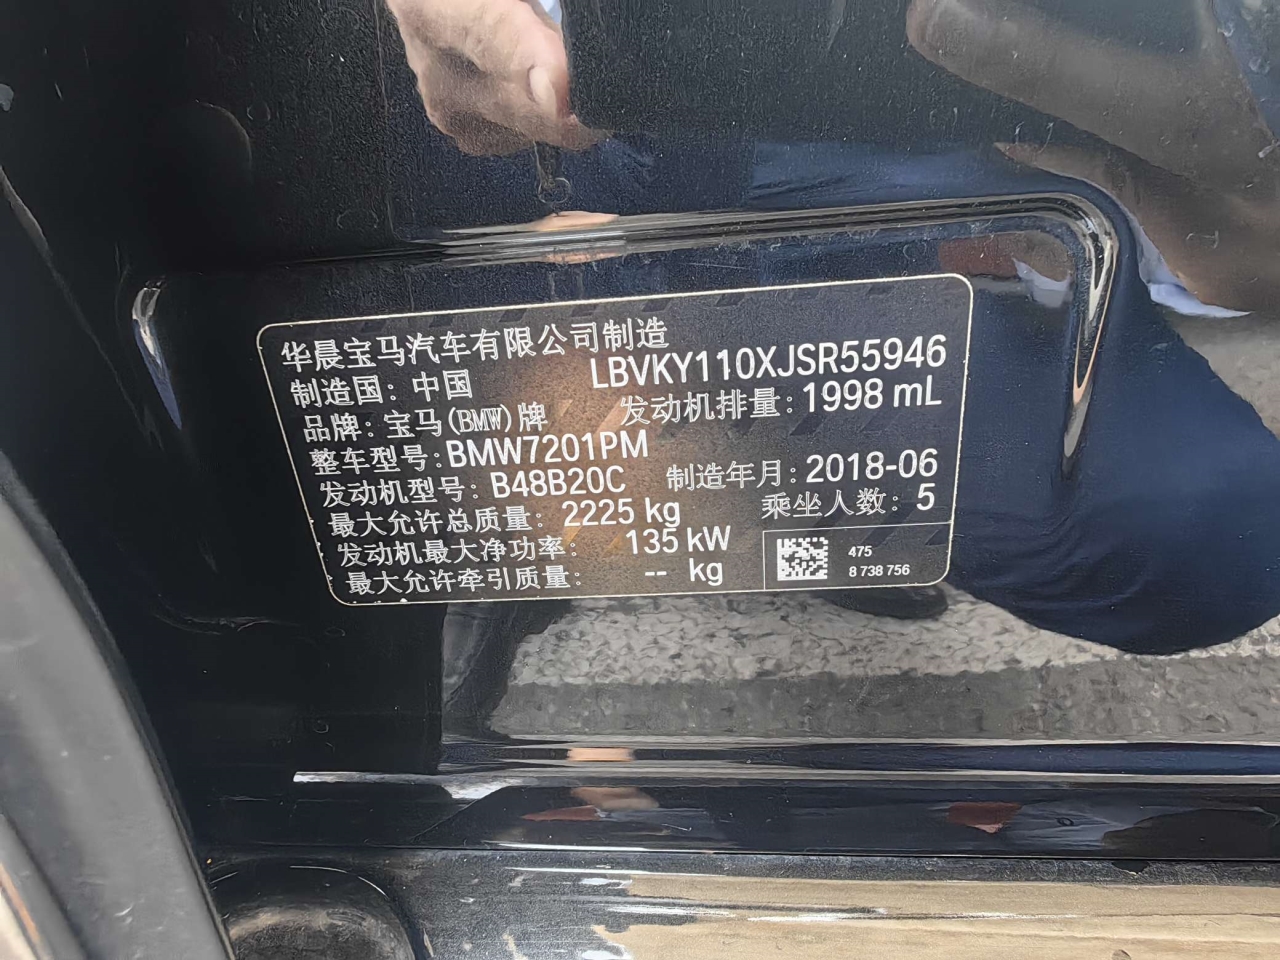 华晨宝马汽车有限公司制造
制造国: 中国 LBVKY110XJSR55946
品牌: 宝马(BMW)牌 发动机排量: 1998 mL
整车型号: BMW7201PM
发动机型号: B48B20C 制造年月: 2018-06
最大允许总质量: 2225 kg 乘坐人数: 5
发动机最大净功率: 135 kW
最大允许牵引质量: -- kg
475
8 738 756